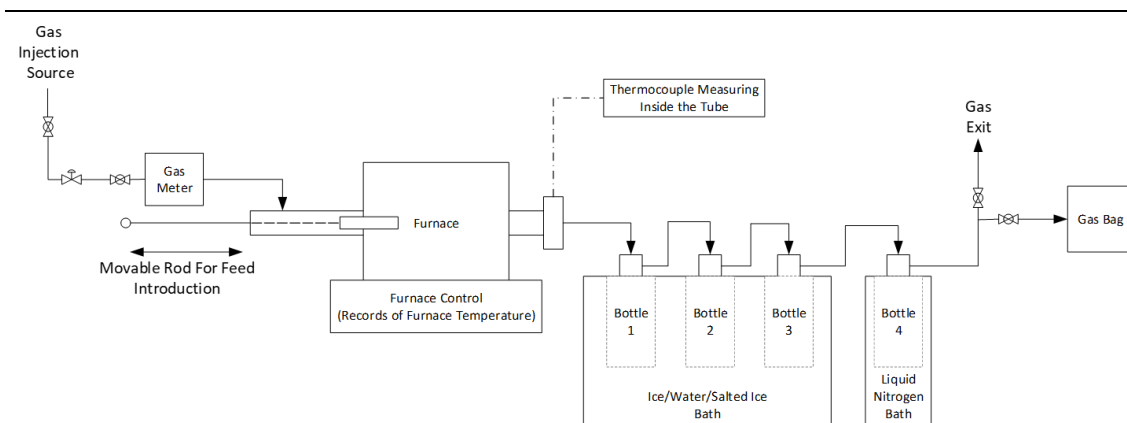 Gas
Injection
Source
Thermocouple Measuring
Inside the Tube
Gas
Exit
Gas
Meter
Furnace
Gas Bag
Movable Rod For Feed
Introduction
Furnace Control
(Records of Furnace Temperature)
Bottle
1
Bottle
2
Bottle
3
Bottle
4
Ice/Water/Salted Ice
Bath
Liquid
Nitrogen
Bath